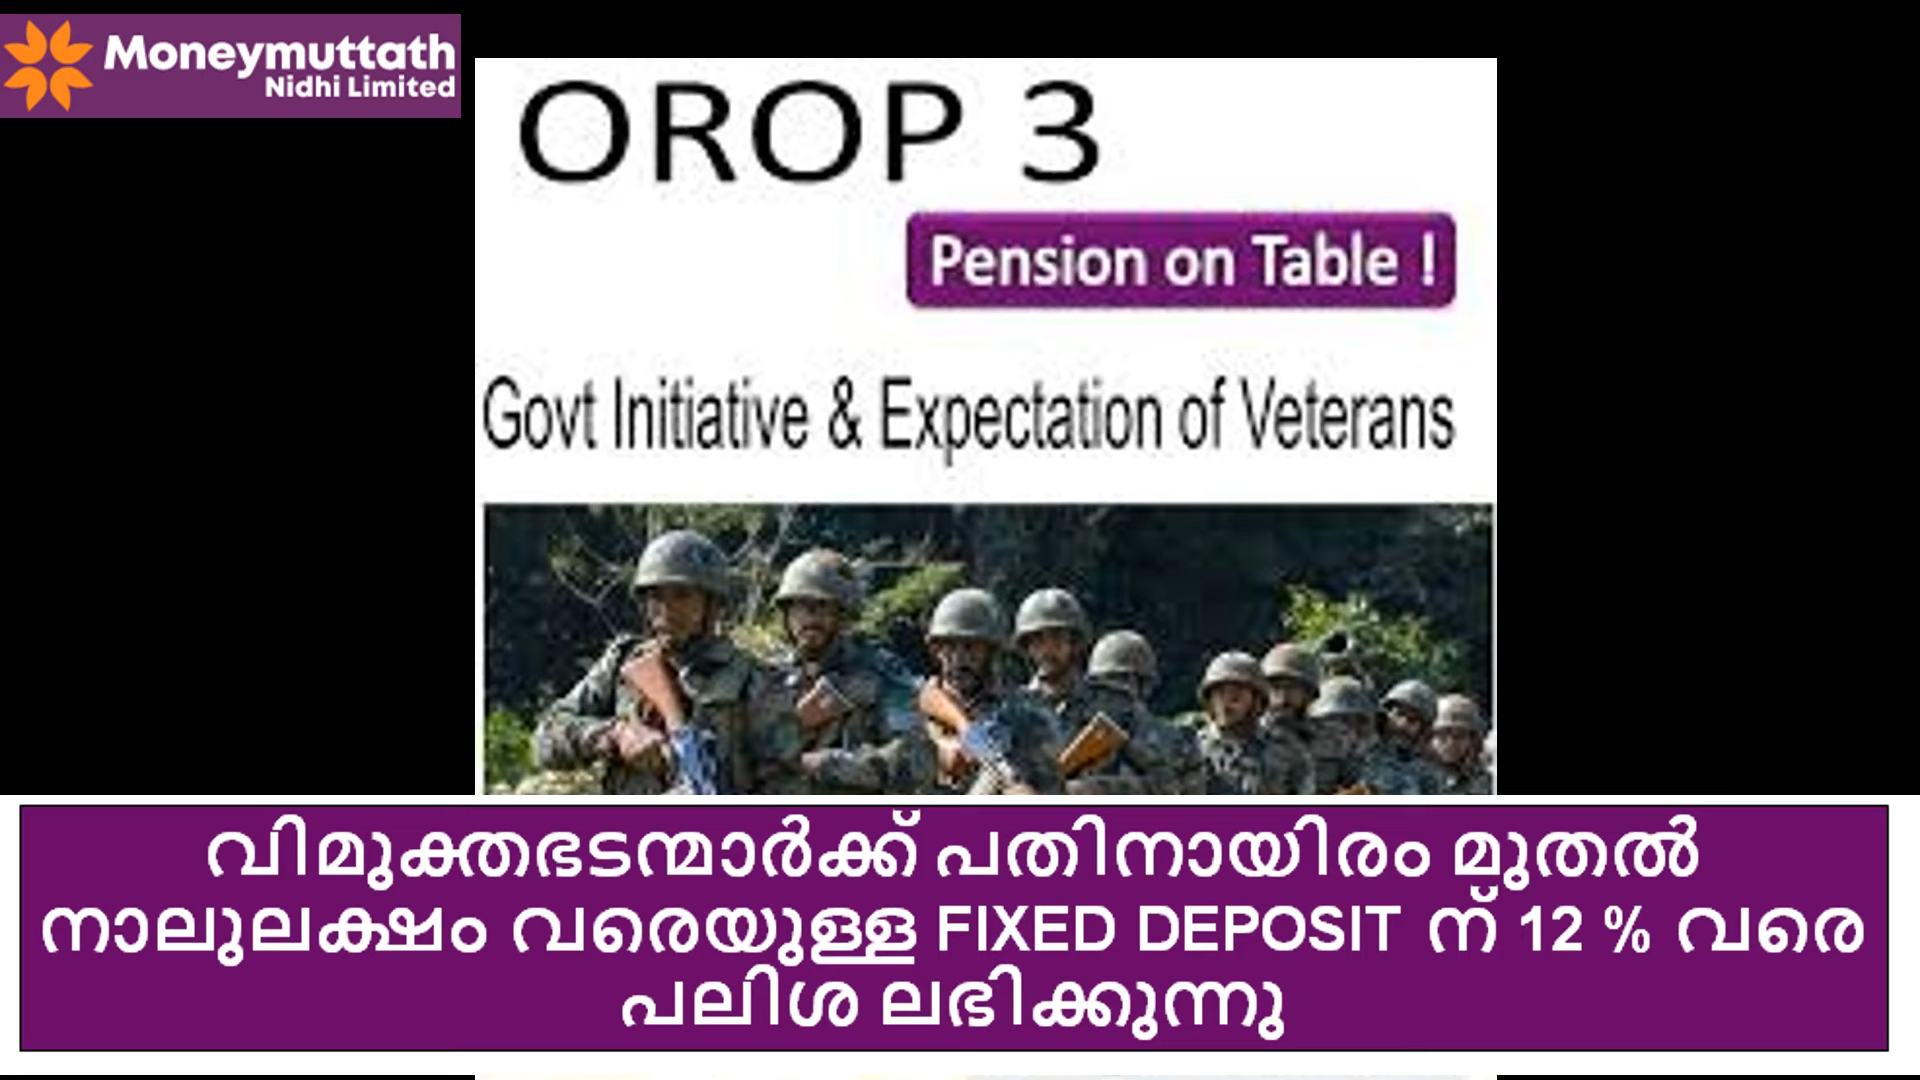 Moneymuttath
Nidhi Limited
OROP 3
Pension on Table !
Govt Initiative & Expectation of Veterans
വിമുക്തഭടന്മാർക്ക് പതിനായിരം മുതൽ
നാലുലക്ഷം വരെയുള്ള FIXED DEPOSIT ന് 12 % വരെ
പലിശ ലഭിക്കുന്നു